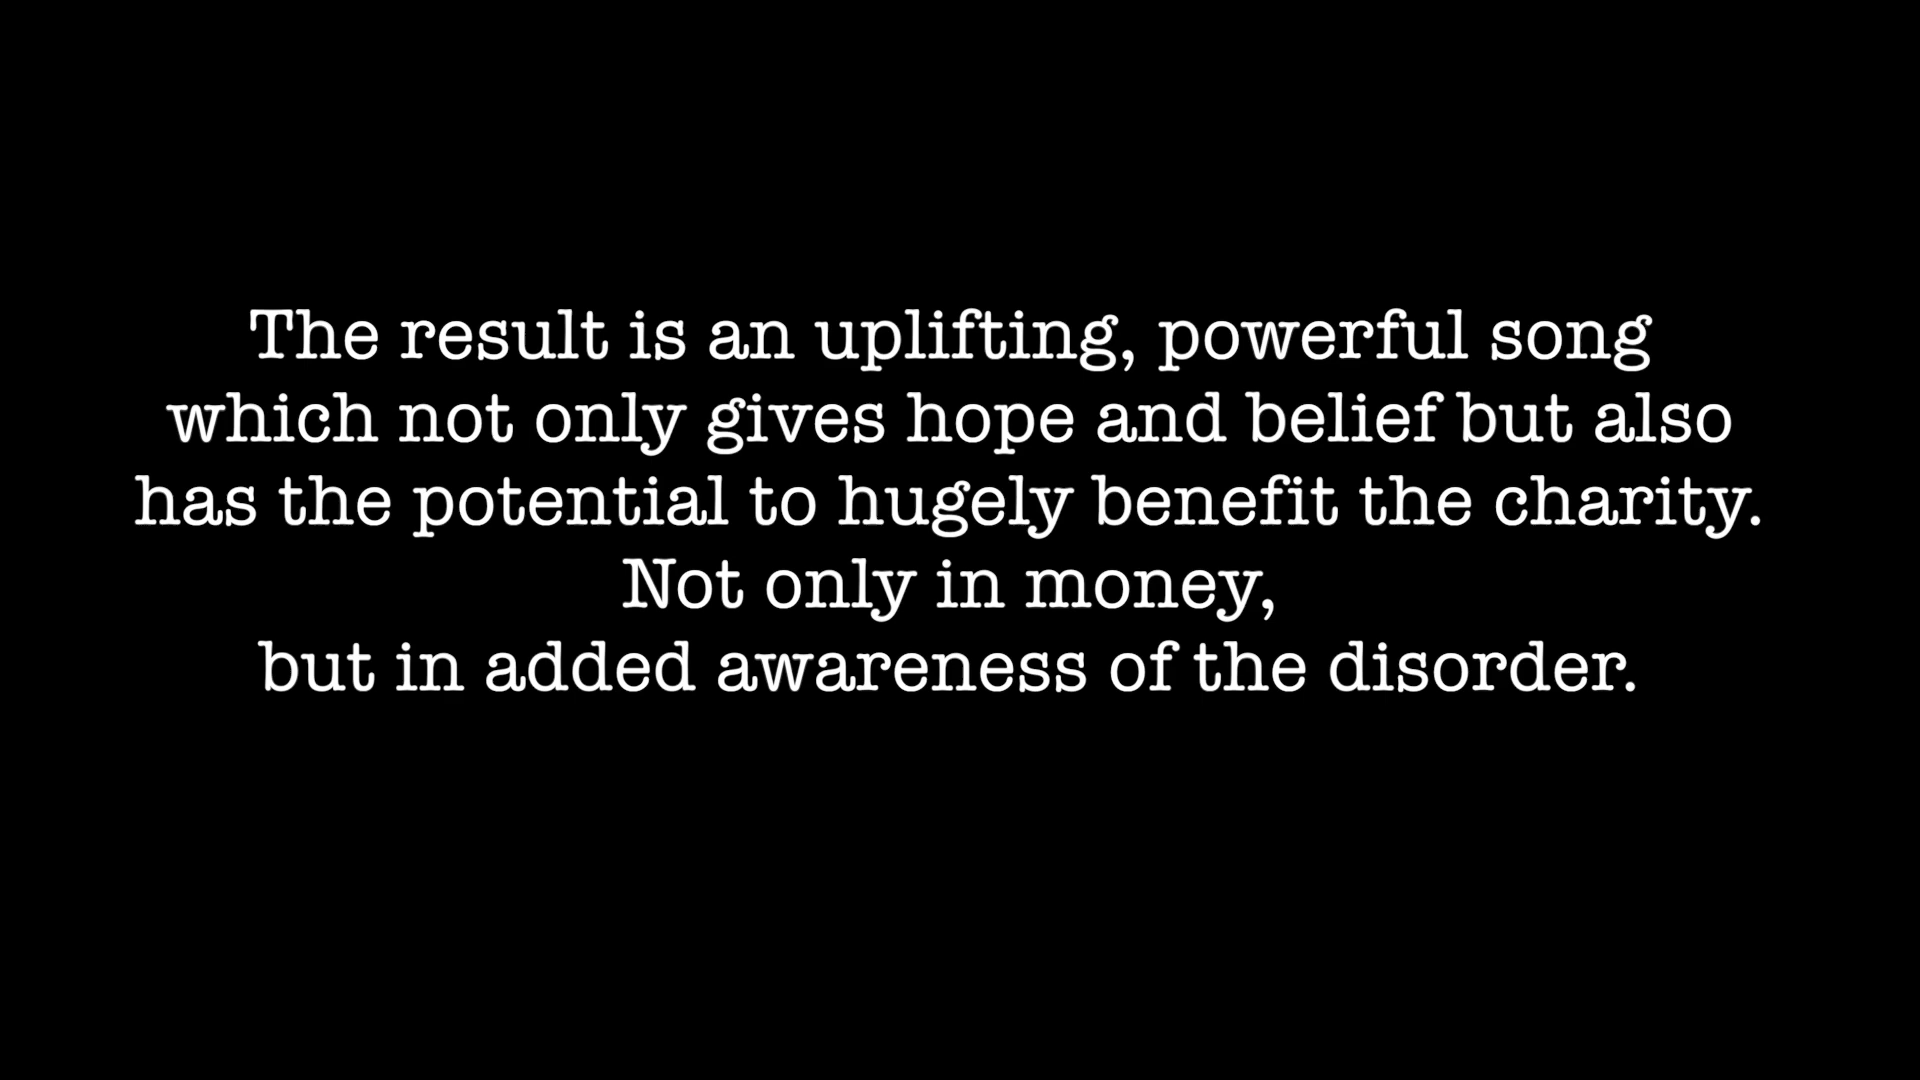 The result is an uplifting, powerful song
which not only gives hope and belief but also
has the potential to hugely benefit the charity.
Not only in money,
but in added awareness of the disorder.